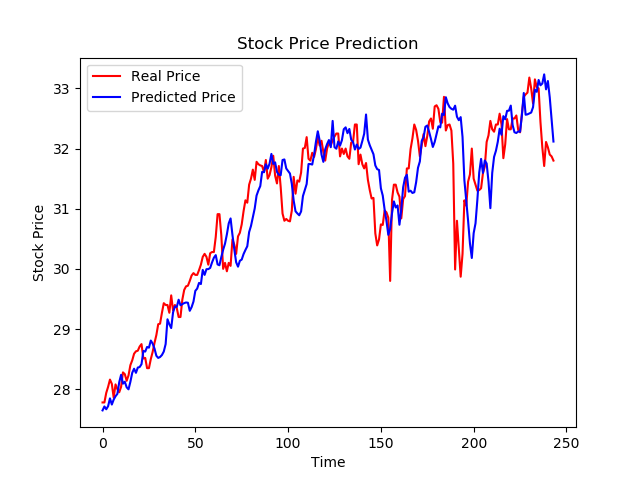 Stock Price Prediction
Real Price
Predicted Price
33
32
31
30
29
28
Stock Price
0 50 100 150 200 250
Time